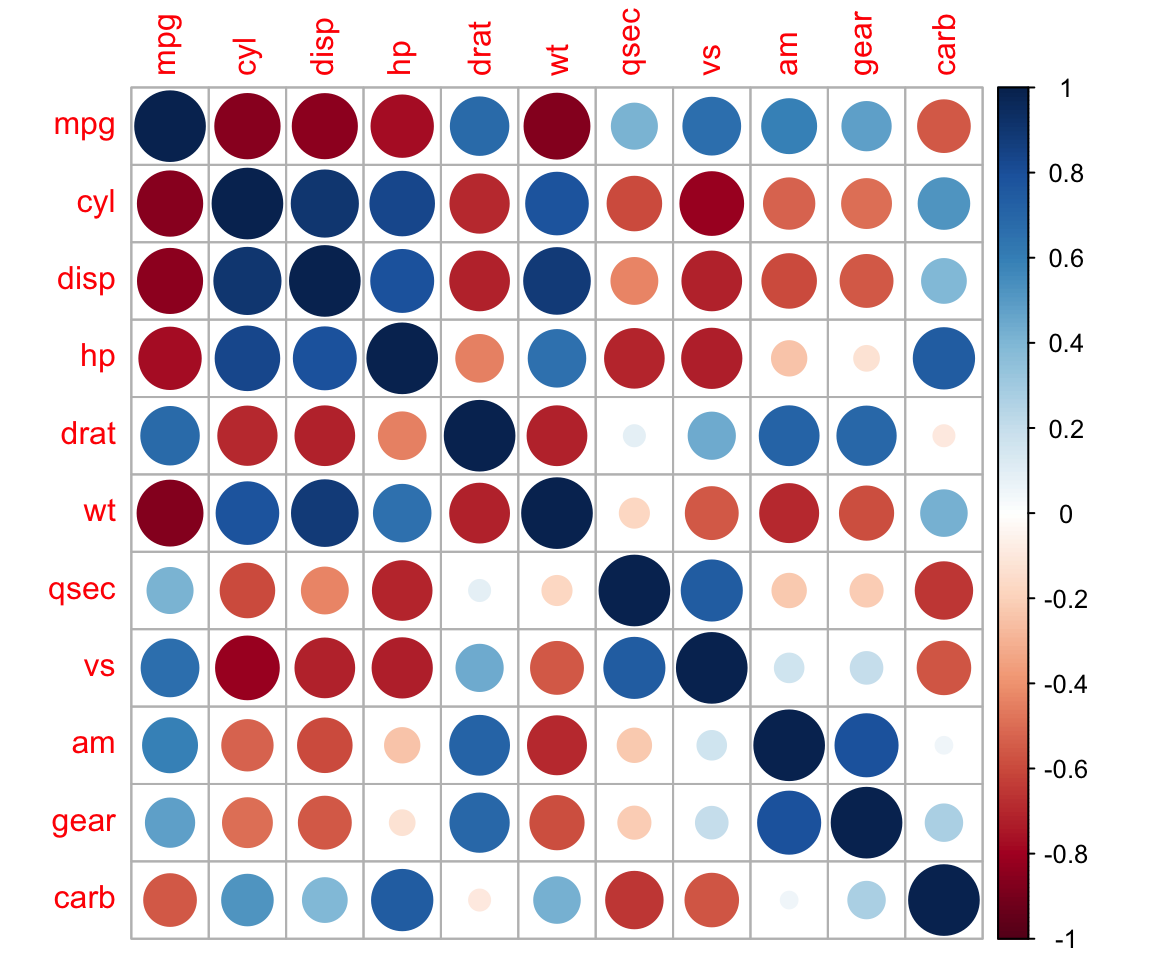 mpg cyl disp hp drat wt qsec vs am gear carb
mpg
cyl
disp
hp
drat
wt
qsec
vs
am
gear
carb
1
0.8
0.6
0.4
0.2
0
-0.2
-0.4
-0.6
-0.8
-1